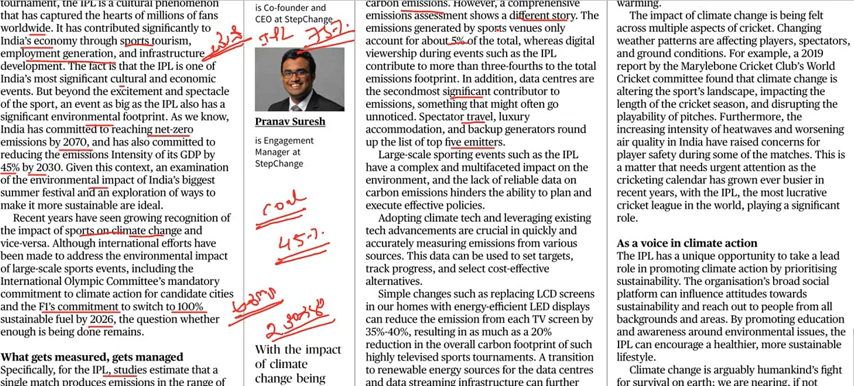 tournament, the IPL is a cultural phenomenon
that has captured the hearts of millions of fans
worldwide. It has contributed significantly to
India's economy through sports tourism,
employment generation, and infrastructure
development. The fact is that the IPL is one of
India's most significant cultural and economic
events. But beyond the excitement and spectacle
of the sport, an event as big as the IPL also has a
significant environmental footprint. As we know,
India has committed to reaching net-zero
emissions by 2070, and has also committed to
reducing the emissions Intensity of its GDP by
45% by 2030. Given this context, an examination
of the environmental impact of India's biggest
summer festival and an exploration of ways to
make it more sustainable are ideal.
Recent years have seen growing recognition of
the impact of sports on climate change and
vice-versa. Although international efforts have
been made to address the environmental impact
of large-scale sports events, including the
International Olympic Committee's mandatory
commitment to climate action for candidate cities
and the F1's commitment to switch to 100%
sustainable fuel by 2026, the question whether
enough is being done remains.
What gets measured, gets managed
Specifically, for the IPL, studies estimate that a
single match produces emissions in the range of
is Co-founder and
CEO at StepChange
IPL
75%
Pranav Suresh
is Engagement
Manager at
StepChange
coal
45%
With the impact
of climate
change being
carbon emissions. However, a comprehensive
emissions assessment shows a different story. The
emissions generated by sports venues only
account for about 5% of the total, whereas digital
viewership during events such as the IPL
contribute to more than three-fourths to the total
emissions footprint. In addition, data centres are
the secondmost significant contributor to
emissions, something that might often go
unnoticed. Spectator travel, luxury
accommodation, and backup generators round
up the list of top five emitters.
Large-scale sporting events such as the IPL
have a complex and multifaceted impact on the
environment, and the lack of reliable data on
carbon emissions hinders the ability to plan and
execute effective policies.
Adopting climate tech and leveraging existing
tech advancements are crucial in quickly and
accurately measuring emissions from various
sources. This data can be used to set targets,
track progress, and select cost-effective
alternatives.
Simple changes such as replacing LCD screens
in our homes with energy-efficient LED displays
can reduce the emission from each TV screen by
35%-40%, resulting in as much as a 20%
reduction in the overall carbon footprint of such
highly televised sports tournaments. A transition
to renewable energy sources for the data centres
and data streaming infrastructure can further
warming.
The impact of climate change is being felt
across multiple aspects of cricket. Changing
weather patterns are affecting players, spectators,
and ground conditions. For example, a 2019
report by the Marylebone Cricket Club's World
Cricket committee found that climate change is
altering the sport's landscape, impacting the
length of the cricket season, and disrupting the
playability of pitches. Furthermore, the
increasing intensity of heatwaves and worsening
air quality in India have raised concerns for
player safety during some of the matches. This is
a matter that needs urgent attention as the
cricketing calendar has grown ever busier in
recent years, with the IPL, the most lucrative
cricket league in the world, playing a significant
role.
As a voice in climate action
The IPL has a unique opportunity to take a lead
role in promoting climate action by prioritising
sustainability. The organisation's broad social
platform can influence attitudes towards
sustainability and reach out to people from all
backgrounds and areas. By promoting education
and awareness around environmental issues, the
IPL can encourage a healthier, more sustainable
lifestyle.
Climate change is arguably humankind's fight
for survival on earth; we are nearing, if not